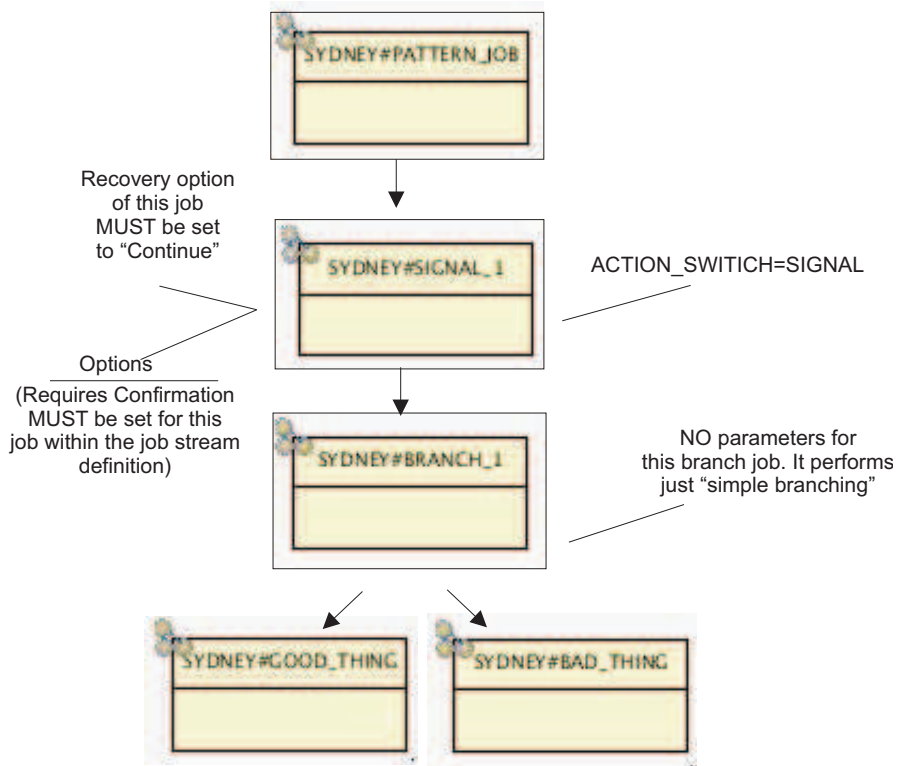 SYDNEY#PATTERN_JOB
Recovery option
of this job
MUST be set
to “Continue”
SYDNEY#SIGNAL_1
ACTION_SWITICH=SIGNAL
Options
(Requires Confirmation
MUST be set for this
job within the job stream
definition)
SYDNEY#BRANCH_1
NO parameters for
this branch job. It performs
just “simple branching”
SYDNEY#GOOD_THING
SYDNEY#BAD_THING